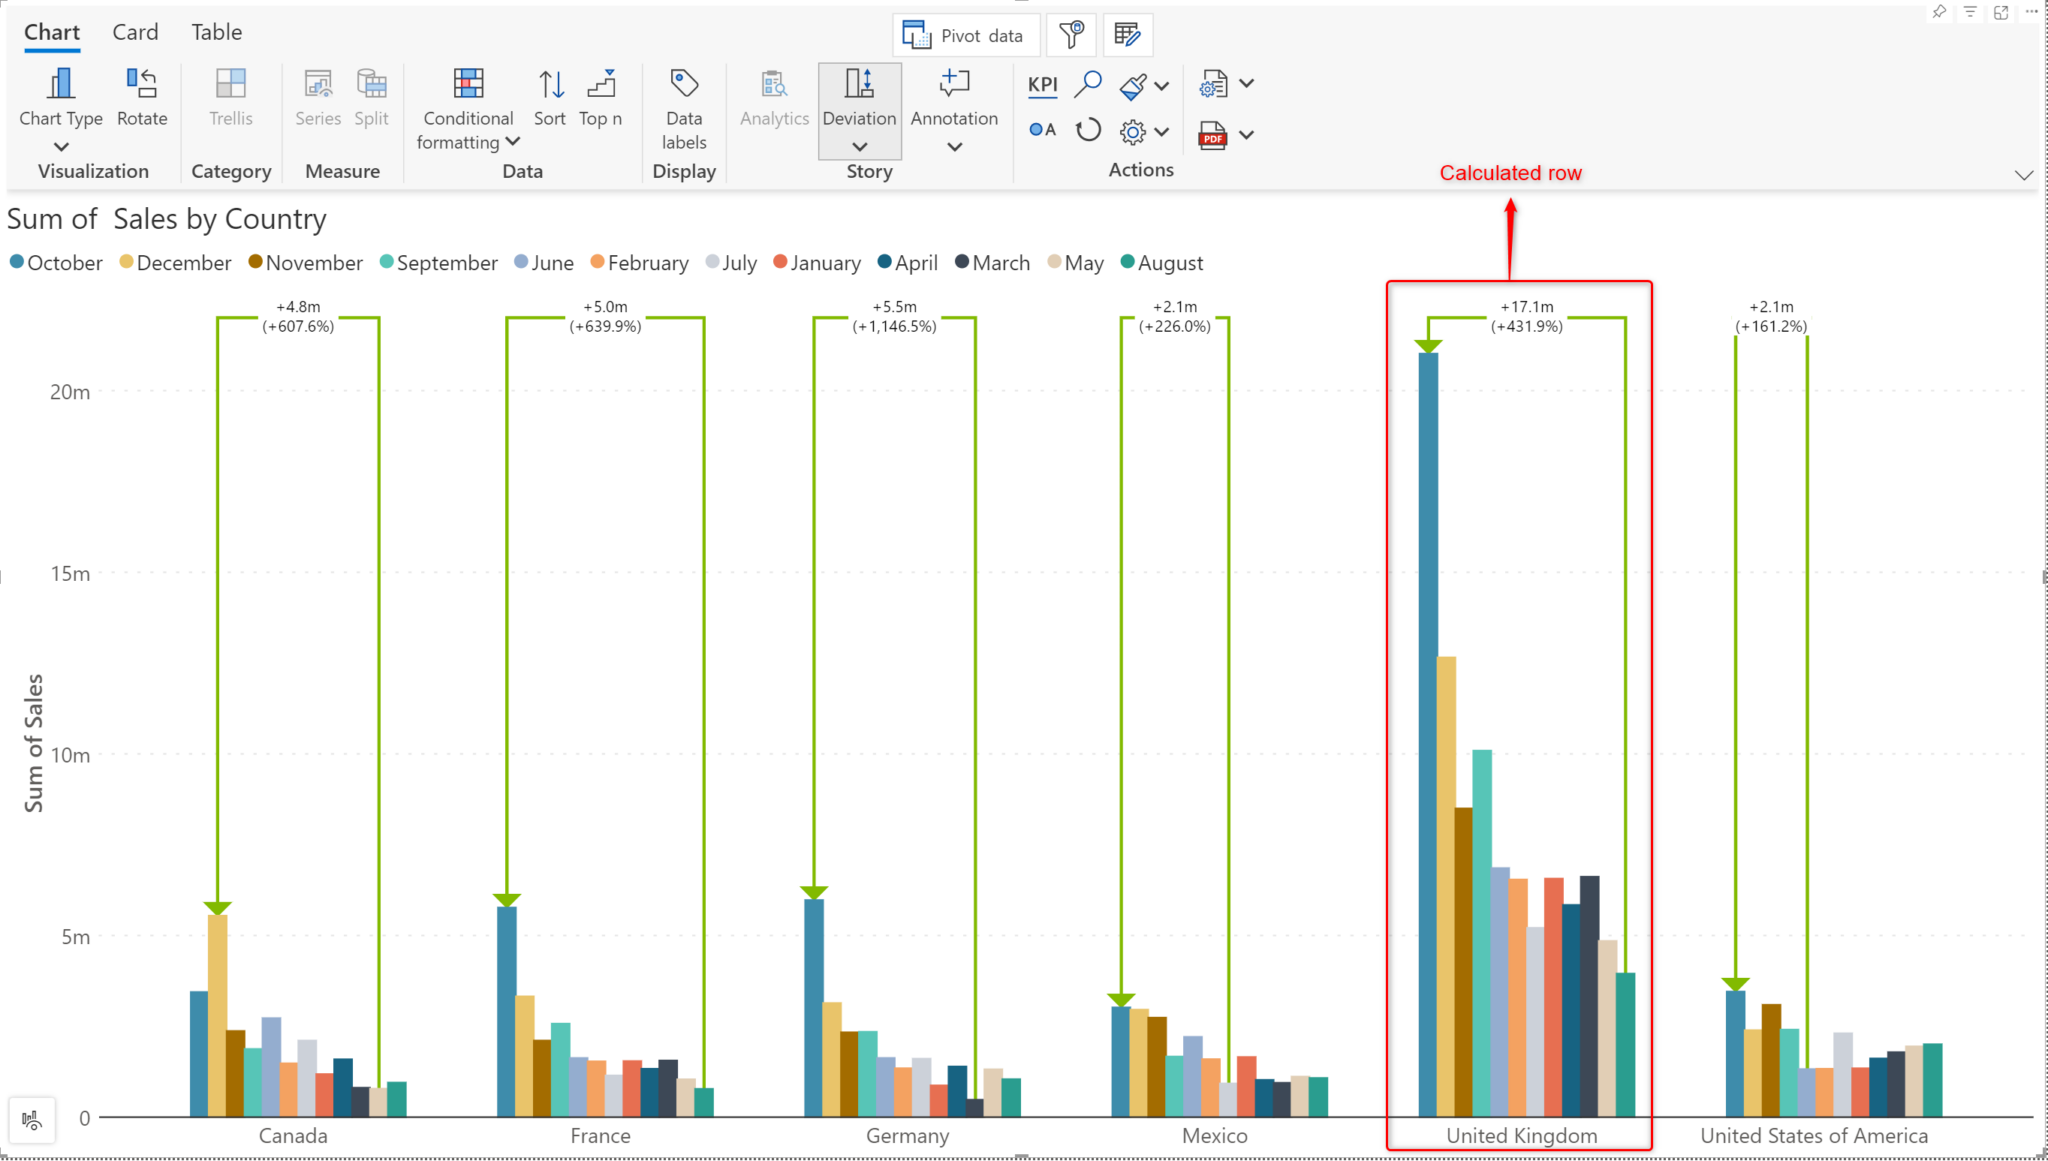 Chart Card Table
Pivot data
Chart Type Rotate
Trellis
Series Split
Conditional
formatting
Sort Top n
Data
labels
Analytics
Deviation
Annotation
KPI
A
PDF
Visualization Category Measure Data Display Story Actions
Calculated row
Sum of Sales by Country
October December November September June February July January April March May August
+4.8m
(+607.6%)
+5.0m
(+639.9%)
+5.5m
(+1,146.5%)
+2.1m
(+226.0%)
+17.1m
(+431.9%)
+2.1m
(+161.2%)
20m
15m
10m
5m
0
Sum of Sales
Canada France Germany Mexico United Kingdom United States of America